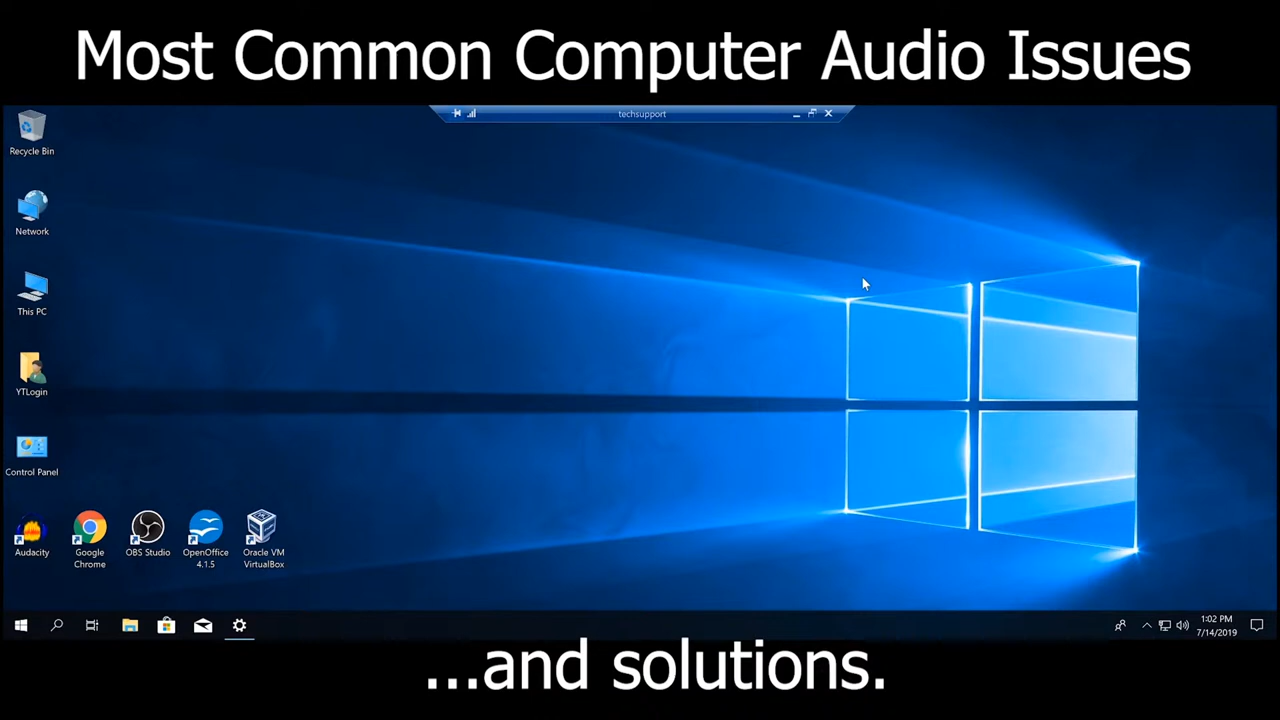 Most Common Computer Audio Issues
techsupport
Recycle Bin
Network
This PC
YTLogin
Control Panel
Audacity
Google
Chrome
OBS Studio
OpenOffice
4.1.5
Oracle VM
VirtualBox
1:02 PM
7/14/2019
...and solutions.